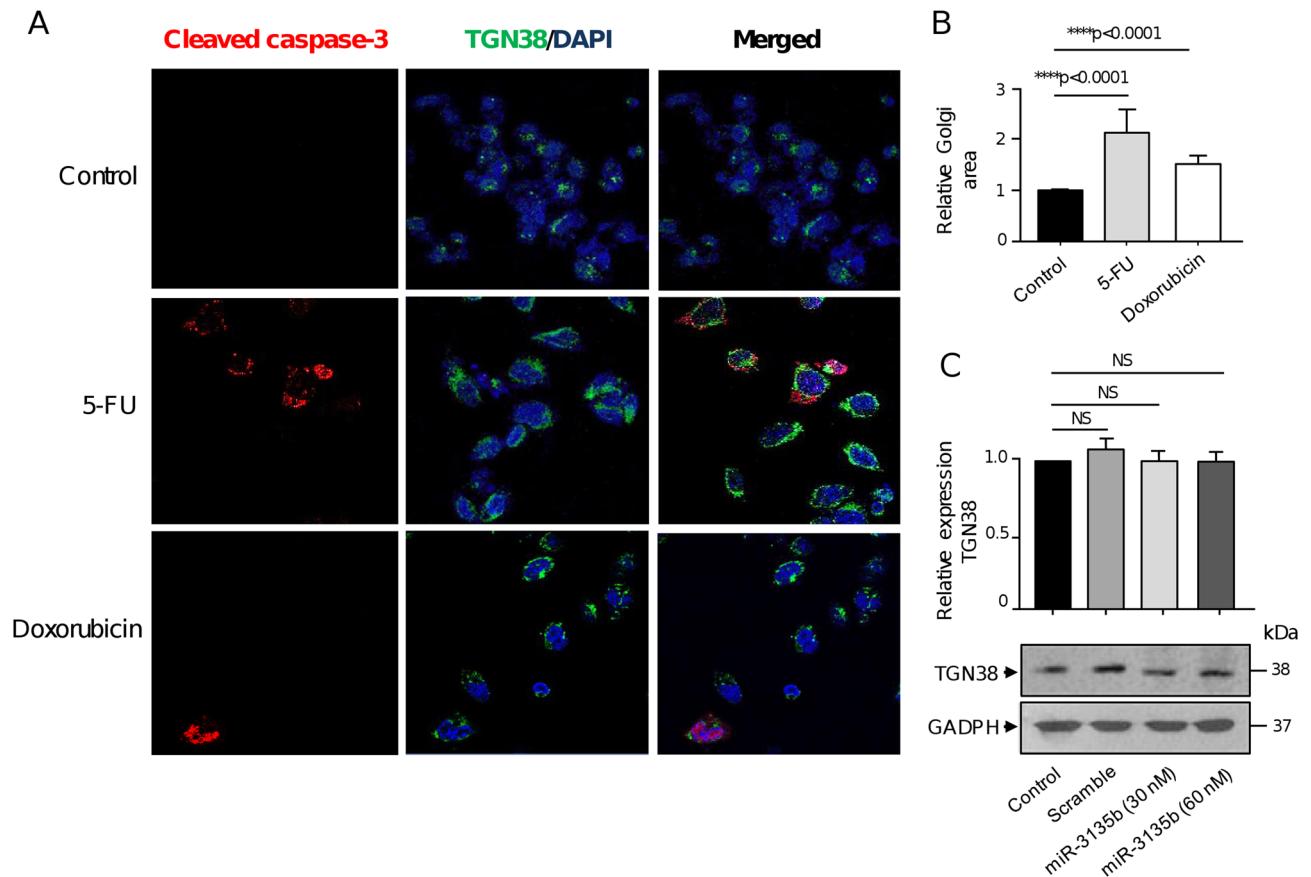 A
Cleaved caspase-3
TGN38/DAPI
Merged
Control
5-FU
Doxorubicin
B
****p<0.0001
****p<0.0001
Relative Golgi
area
3
2
1
0
Control
5-FU
Doxorubicin
C
NS
NS
NS
Relative expression
TGN38
1.0
0.5
0
kDa
TGN38
38
GADPH
37
Control
Scramble
miR-3135b (30 nM)
miR-3135b (60 nM)